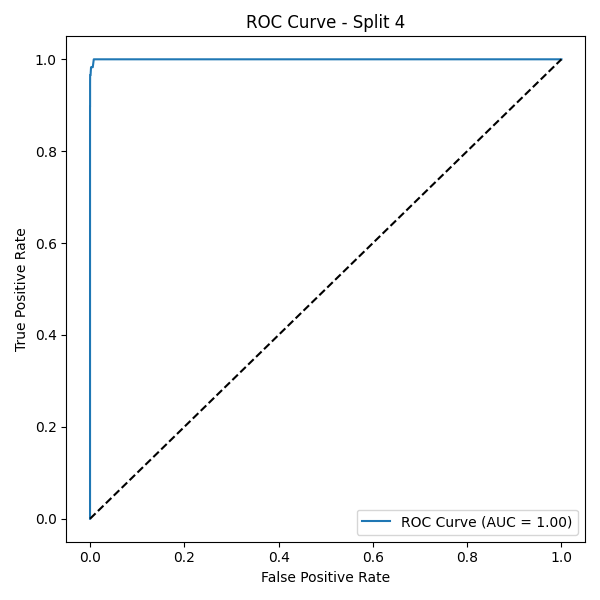 ROC Curve - Split 4
1.0
0.8
0.6
0.4
0.2
0.0
True Positive Rate
ROC Curve (AUC = 1.00)
0.0 0.2 0.4 0.6 0.8 1.0
False Positive Rate